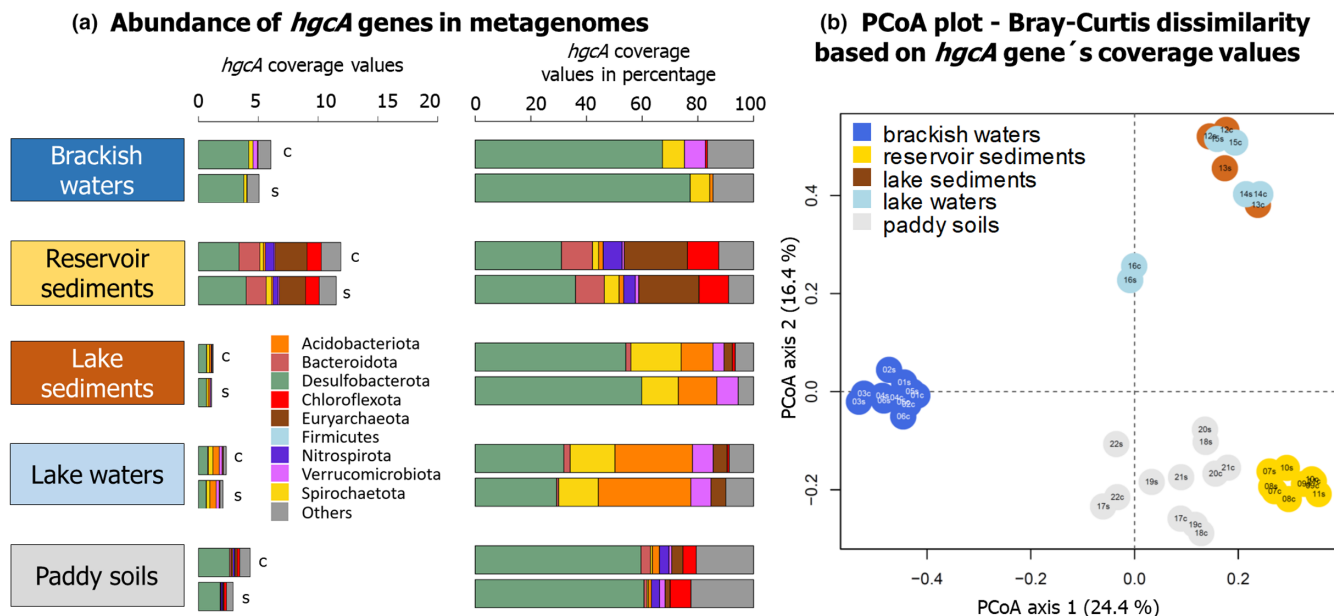 (a) Abundance of hgcA genes in metagenomes
hgcA coverage values
0 5 10 15 20
hgcA coverage
values in percentage
0 20 40 60 80 100
Brackish
waters
c
s
Reservoir
sediments
c
s
Lake
sediments
c
s
Lake waters
c
s
Paddy soils
c
s
Acidobacteriota
Bacteroidota
Desulfobacterota
Chloroflexota
Euryarchaeota
Firmicutes
Nitrospirota
Verrucomicrobiota
Spirochaetota
Others
(b) PCoA plot - Bray-Curtis dissimilarity
based on hgcA gene´s coverage values
brackish waters
reservoir sediments
lake sediments
lake waters
paddy soils
PCoA axis 2 (16.4 %)
0.4
0.2
0.0
−0.2
12c
15c
13s
14s 14c
13c
16c
16s
02s
01s
03c
03s
01c
02c
06c
22s
20s
18s
19s
21s
20c
21c
17s
22c
17c
19c
18c
07s
10s
08s
07c
08c
11s
−0.4 −0.2 0.0 0.2
PCoA axis 1 (24.4 %)